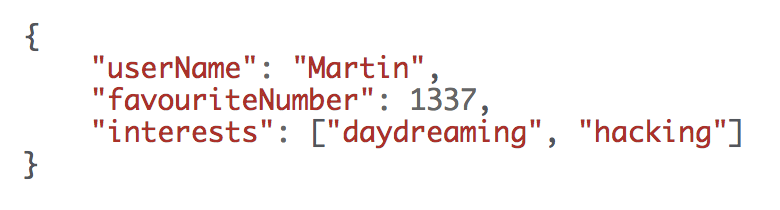 {
    "userName": "Martin",
    "favouriteNumber": 1337,
    "interests": ["daydreaming", "hacking"]
}